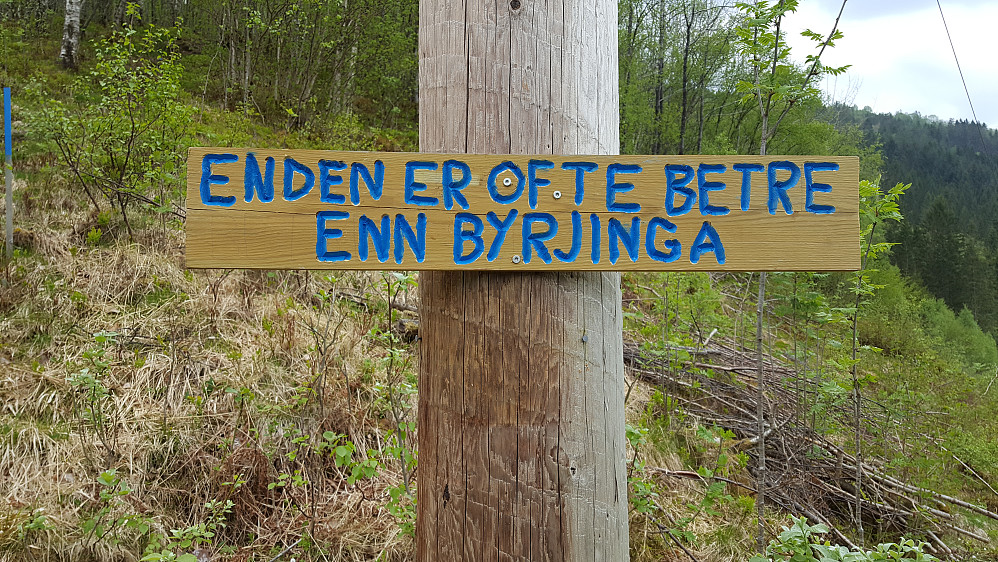 ENDEN ER OFTE BETRE
ENN BYRJINGA